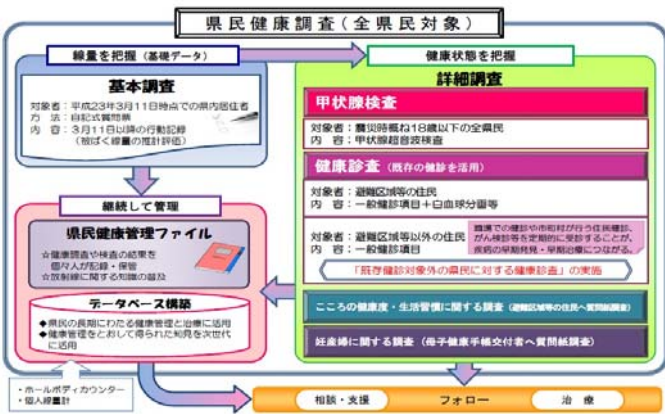 県民健康調査(全県民対象)
線量を把握(基礎データ)
基本調査
対象者:平成23年3月11日時点での県内居住者
方 法:自記式質問票
内 容:3月11日以降の行動記録
(被ばく線量の推計評価)
継続して管理
県民健康管理ファイル
☆健康調査や検査の結果を
個々人が記録・保管
☆放射線に関する知識の普及
データベース構築
◆県民の長期にわたる健康管理と治療に活用
◆健康管理をとおして得られた知見を次世代
に活用
・ホールボディカウンター
・個人線量計
健康状態を把握
詳細調査
甲状腺検査
対象者:震災時概ね18歳以下の全県民
内 容:甲状腺超音波検査
健康診査(既存の健診を活用)
対象者:避難区域等の住民
内 容:一般健診項目+白血球分画等
対象者:避難区域等以外の住民
内 容:一般健診項目
職場での健診や市町村が行う住民健診、
がん検診等を定期的に受診することが、
疾病の早期発見・早期治療につながる。
「既存健診対象外の県民に対する健康診査」の実施
こころの健康度・生活習慣に関する調査(避難区域等の住民へ質問紙調査)
妊産婦に関する調査(母子健康手帳交付者へ質問紙調査)
相談・支援
フォロー
治 療